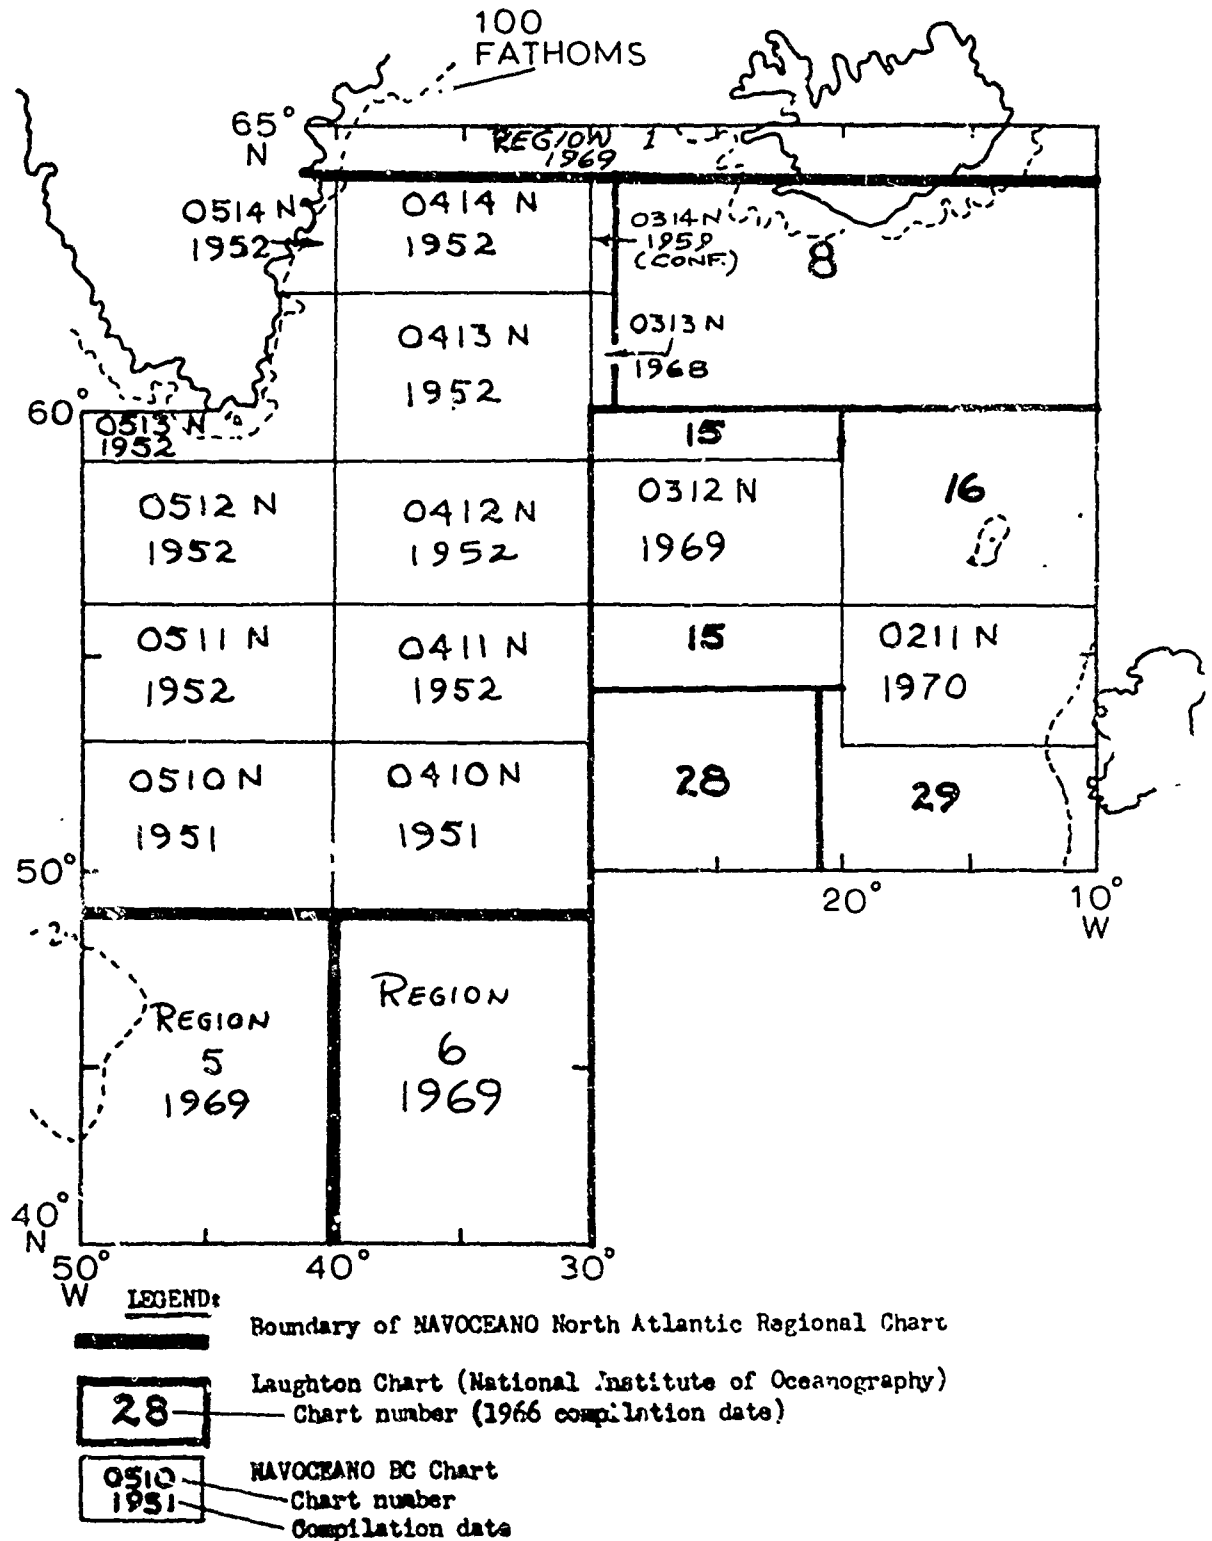 100
FATHOMS
65°
N
REGION 1
1969
0514 N
1952
0414 N
1952
0314 N
1959
(CONF.)
8
0413 N
1952
0313 N
1968
60°
0513 N
1952
15
0512 N
1952
0412 N
1952
0312 N
1969
16
0511 N
1952
0411 N
1952
15
0211 N
1970
0510 N
1951
0410 N
1951
28
29
50°
20°
10°
W
REGION
5
1969
REGION
6
1969
40°
N
50°
W
40°
30°
LEGEND:
Boundary of NAVOCEANO North Atlantic Regional Chart
Laughton Chart (National Institute of Oceanography)
28
Chart number (1966 compilation date)
0510
1951
NAVOCEANO BC Chart
Chart number
Compilation date